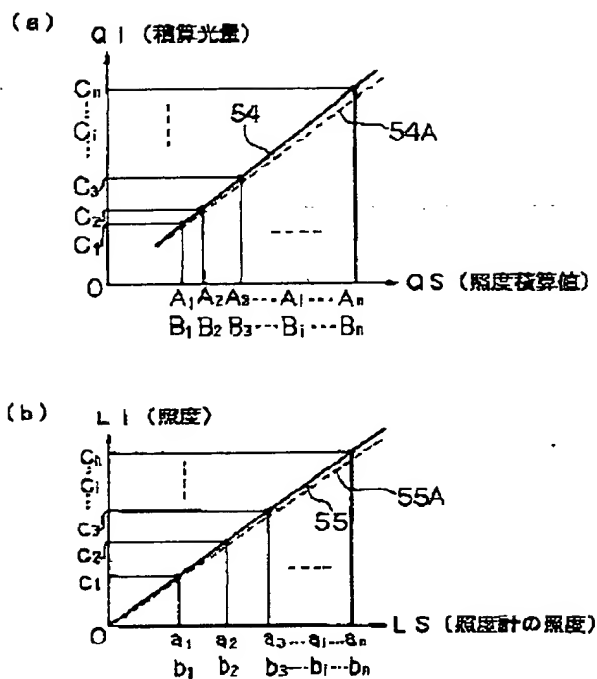 (a) QI (積算光量)
Cn
Ci
C3
C2
C1
54
54A
O
QS (照度積算値)
A1 A2 A3…Ai…An
B1 B2 B3…Bi…Bn
(b) Li (照度)
Cn
Ci
C3
C2
C1
55
55A
O
LS (照度計の照度)
a1 a2 a3…ai…an
b1 b2 b3…bi…bn